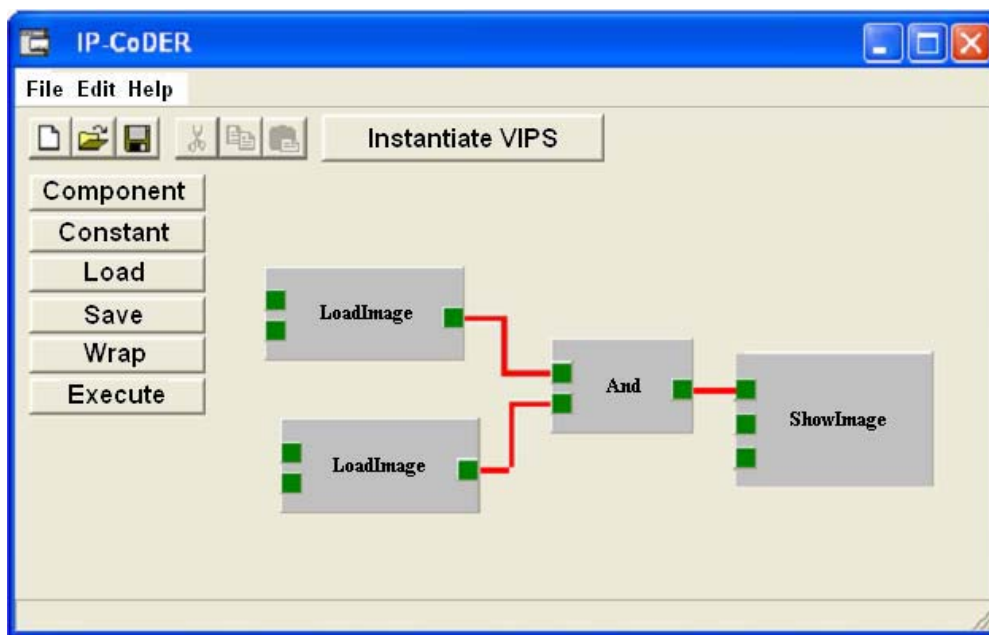 IP-CoDER
File Edit Help
Instantiate VIPS
Component
Constant
Load
Save
Wrap
Execute
LoadImage
LoadImage
And
ShowImage